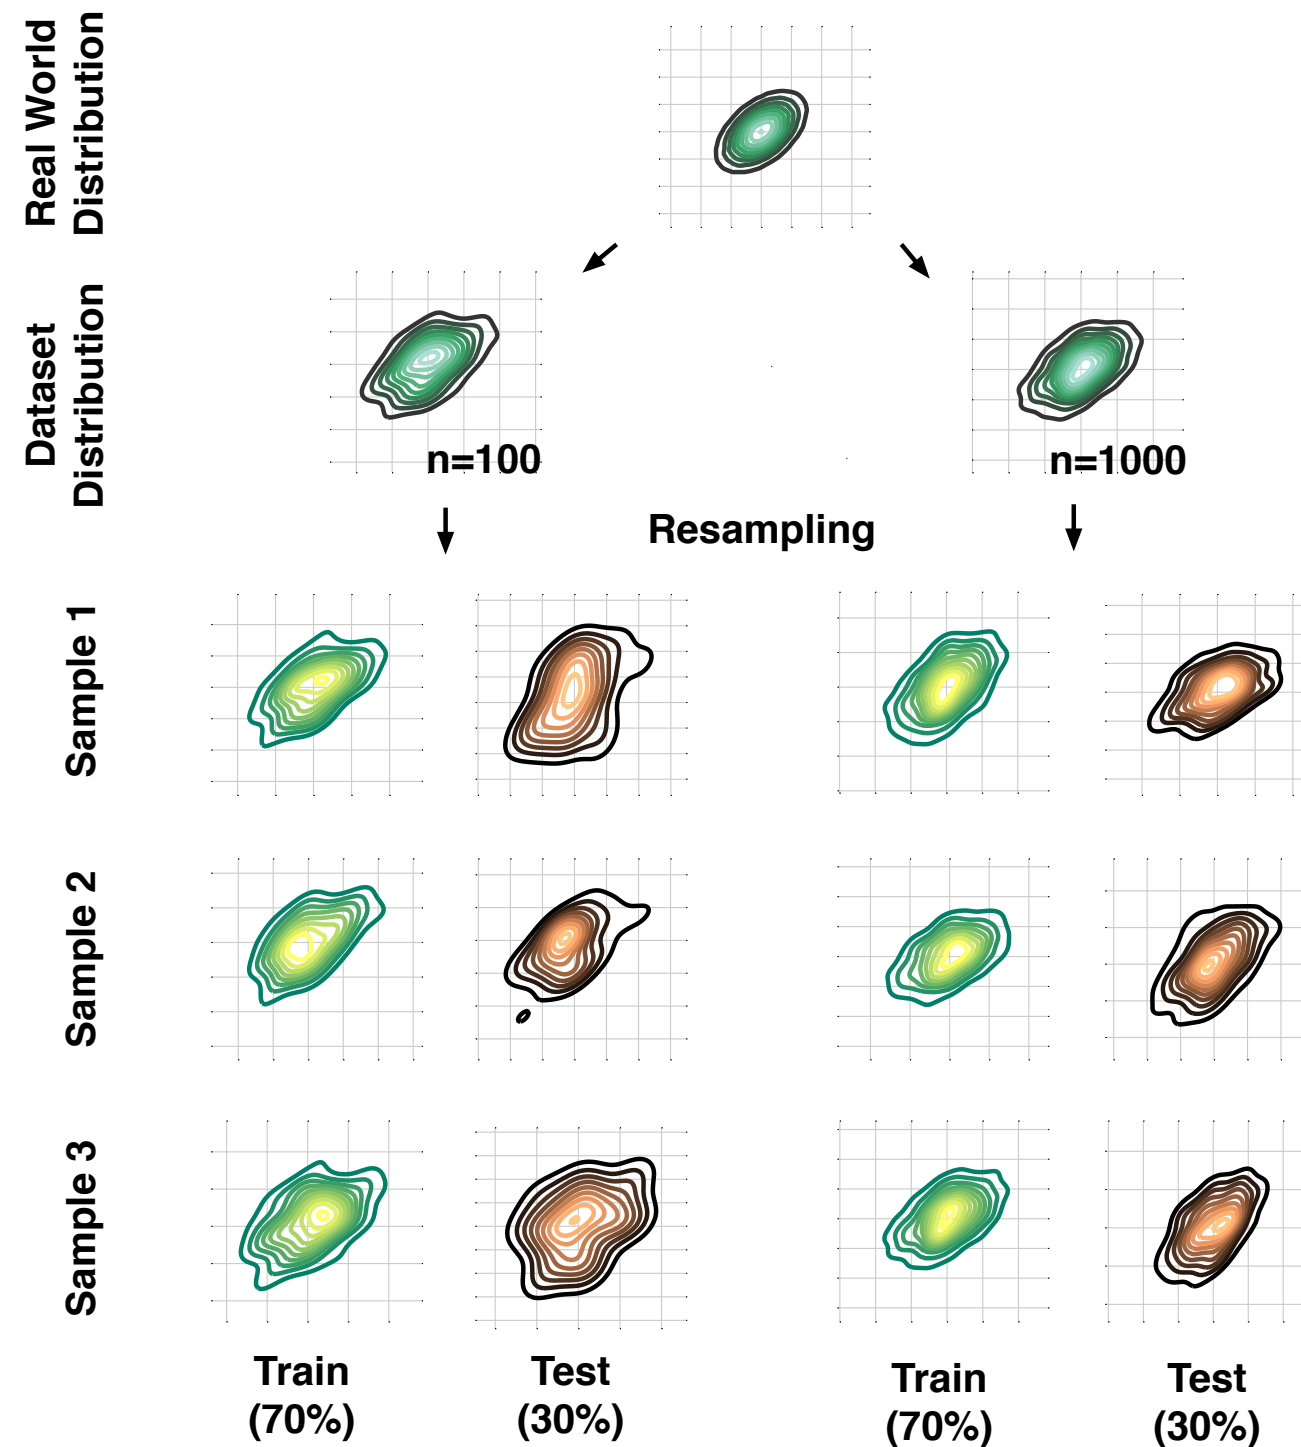 Real World
Distribution
Dataset
Distribution
n=100
n=1000
Resampling
Sample 1
Sample 2
Sample 3
Train
(70%)
Test
(30%)
Train
(70%)
Test
(30%)